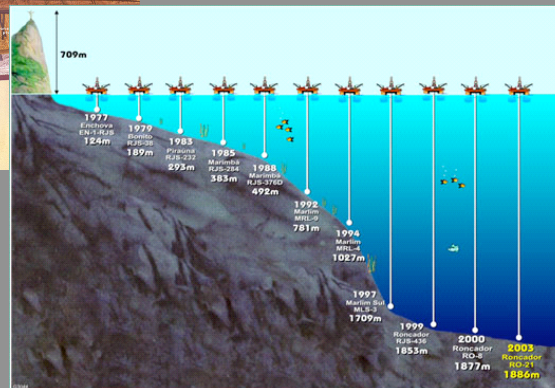 709m
1977
Enchova
EN-1-RJS
124m
1979
Bonito
RJS-38
189m
1983
Piraúna
RJS-232
293m
1985
Marimbá
RJS-284
383m
1988
Marimbá
RJS-376D
492m
1992
Marlim
MRL-9
781m
1994
Marlim
MRL-4
1027m
1997
Marlim Sul
MLS-3
1709m
1999
Roncador
RJS-436
1853m
2000
Roncador
RO-8
1877m
2003
Roncador
RO-21
1886m